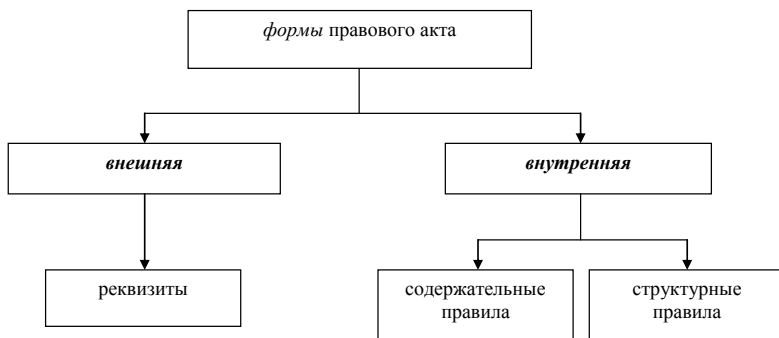 формы правового акта
внешняя
внутренняя
реквизиты
содержательные
правила
структурные
правила